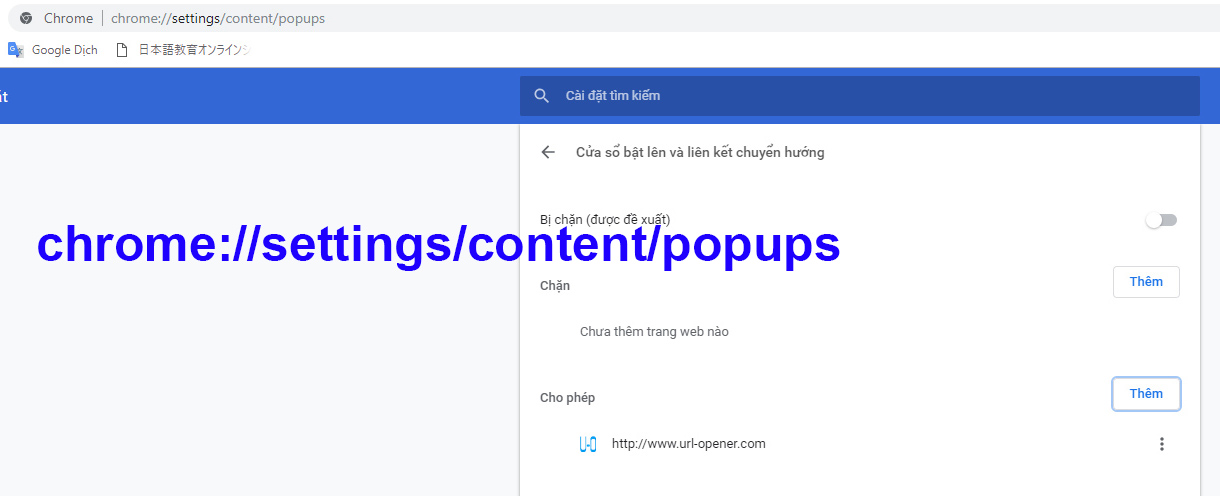 Chrome | chrome://settings/content/popups
Google Dịch 日本語教育オンライン
Cài đặt tìm kiếm
Cửa sổ bật lên và liên kết chuyển hướng
Bị chặn (được đề xuất)
chrome://settings/content/popups
Chặn
Thêm
Chưa thêm trang web nào
Cho phép
Thêm
U-O
http://www.url-opener.com